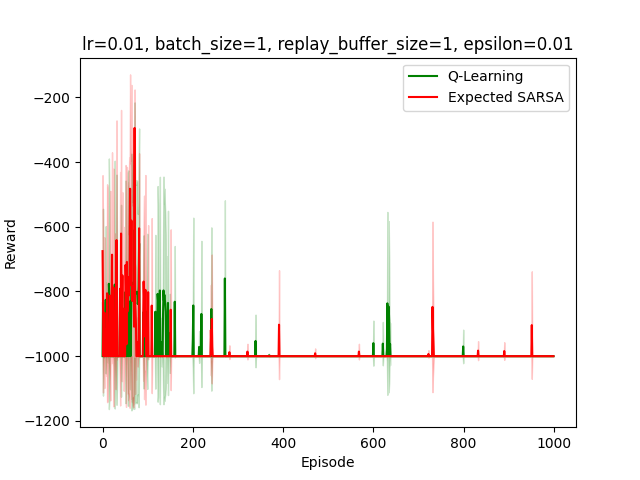 lr=0.01, batch_size=1, replay_buffer_size=1, epsilon=0.01
Q-Learning
Expected SARSA
−200
−400
−600
−800
−1000
−1200
Reward
0
200
400
600
800
1000
Episode